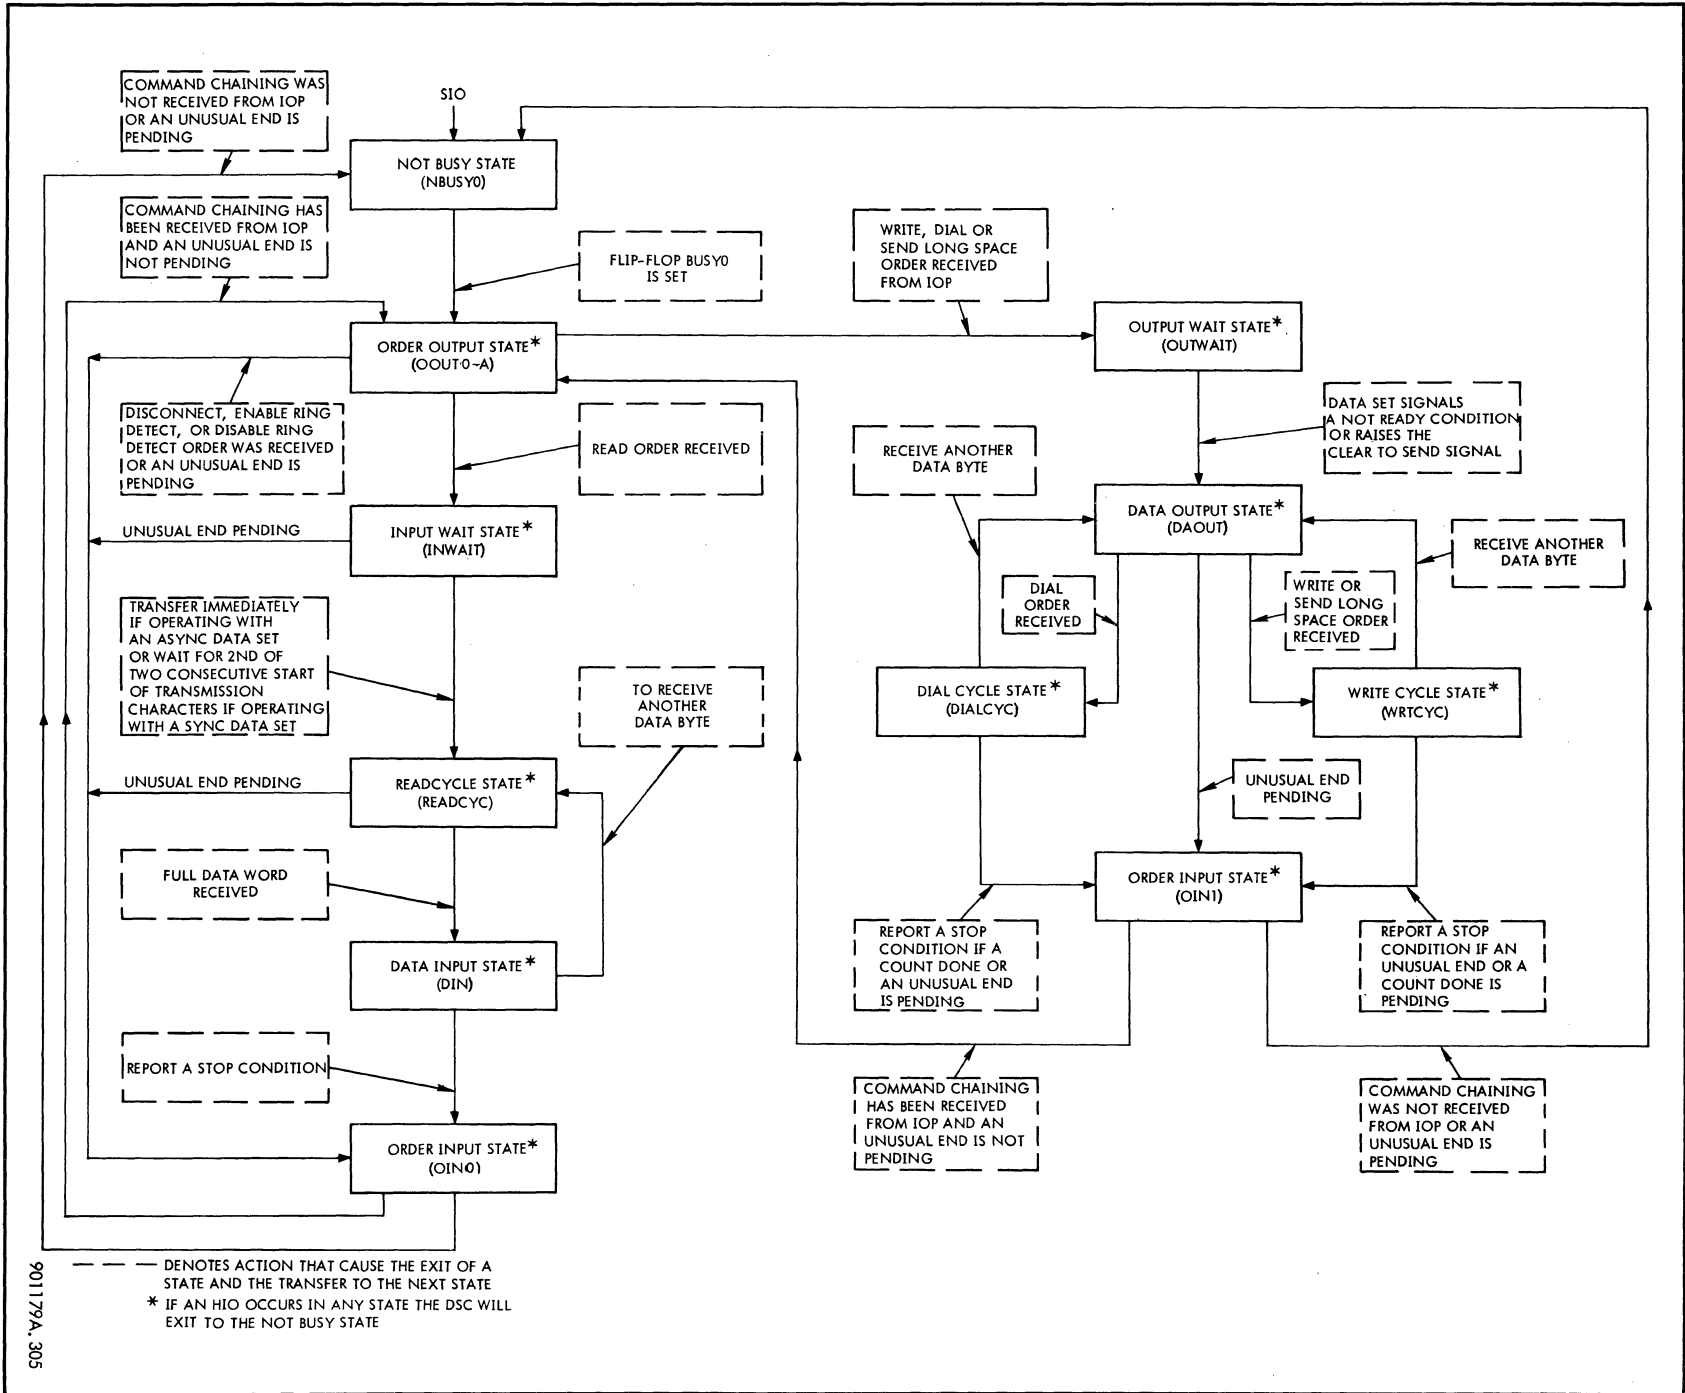 COMMAND CHAINING WAS
NOT RECEIVED FROM IOP
OR AN UNUSUAL END IS
PENDING
SIO
NOT BUSY STATE
(NBUSY0)
COMMAND CHAINING HAS
BEEN RECEIVED FROM IOP
AND AN UNUSUAL END IS
NOT PENDING
FLIP-FLOP BUSY0
IS SET
WRITE, DIAL OR
SEND LONG SPACE
ORDER RECEIVED
FROM IOP
ORDER OUTPUT STATE*
(OOUT0-A)
OUTPUT WAIT STATE*
(OUTWAIT)
DISCONNECT, ENABLE RING
DETECT, OR DISABLE RING
DETECT ORDER WAS RECEIVED
OR AN UNUSUAL END IS
PENDING
READ ORDER RECEIVED
RECEIVE ANOTHER
DATA BYTE
DATA SET SIGNALS
A NOT READY CONDITION
OR RAISES THE
CLEAR TO SEND SIGNAL
UNUSUAL END PENDING
INPUT WAIT STATE*
(INWAIT)
DATA OUTPUT STATE*
(DAOUT)
RECEIVE ANOTHER
DATA BYTE
DIAL
ORDER
RECEIVED
WRITE OR
SEND LONG
SPACE ORDER
RECEIVED
TRANSFER IMMEDIATELY
IF OPERATING WITH
AN ASYNC DATA SET
OR WAIT FOR 2ND OF
TWO CONSECUTIVE START
OF TRANSMISSION
CHARACTERS IF OPERATING
WITH A SYNC DATA SET
TO RECEIVE
ANOTHER
DATA BYTE
DIAL CYCLE STATE*
(DIALCYC)
WRITE CYCLE STATE*
(WRTCYC)
UNUSUAL END PENDING
READCYCLE STATE*
(READCYC)
UNUSUAL END
PENDING
FULL DATA WORD
RECEIVED
ORDER INPUT STATE*
(OIN1)
DATA INPUT STATE*
(DIN)
REPORT A STOP
CONDITION IF A
COUNT DONE OR
AN UNUSUAL END
IS PENDING
REPORT A STOP
CONDITION IF AN
UNUSUAL END OR A
COUNT DONE IS
PENDING
REPORT A STOP CONDITION
COMMAND CHAINING
HAS BEEN RECEIVED
FROM IOP AND AN
UNUSUAL END IS NOT
PENDING
COMMAND CHAINING
WAS NOT RECEIVED
FROM IOP OR AN
UNUSUAL END IS
PENDING
ORDER INPUT STATE*
(OIN0)
DENOTES ACTION THAT CAUSE THE EXIT OF A
STATE AND THE TRANSFER TO THE NEXT STATE
* IF AN HIO OCCURS IN ANY STATE THE DSC WILL
EXIT TO THE NOT BUSY STATE
901179A.305